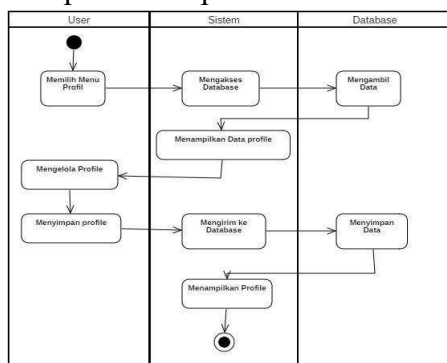 User
Sistem
Database
Memilih Menu
Profil
Mengakses
Database
Mengambil
Data
Menampilkan Data profile
Mengelola Profile
Menyimpan profile
Mengirim ke
Database
Menyimpan
Data
Menampilkan Profile